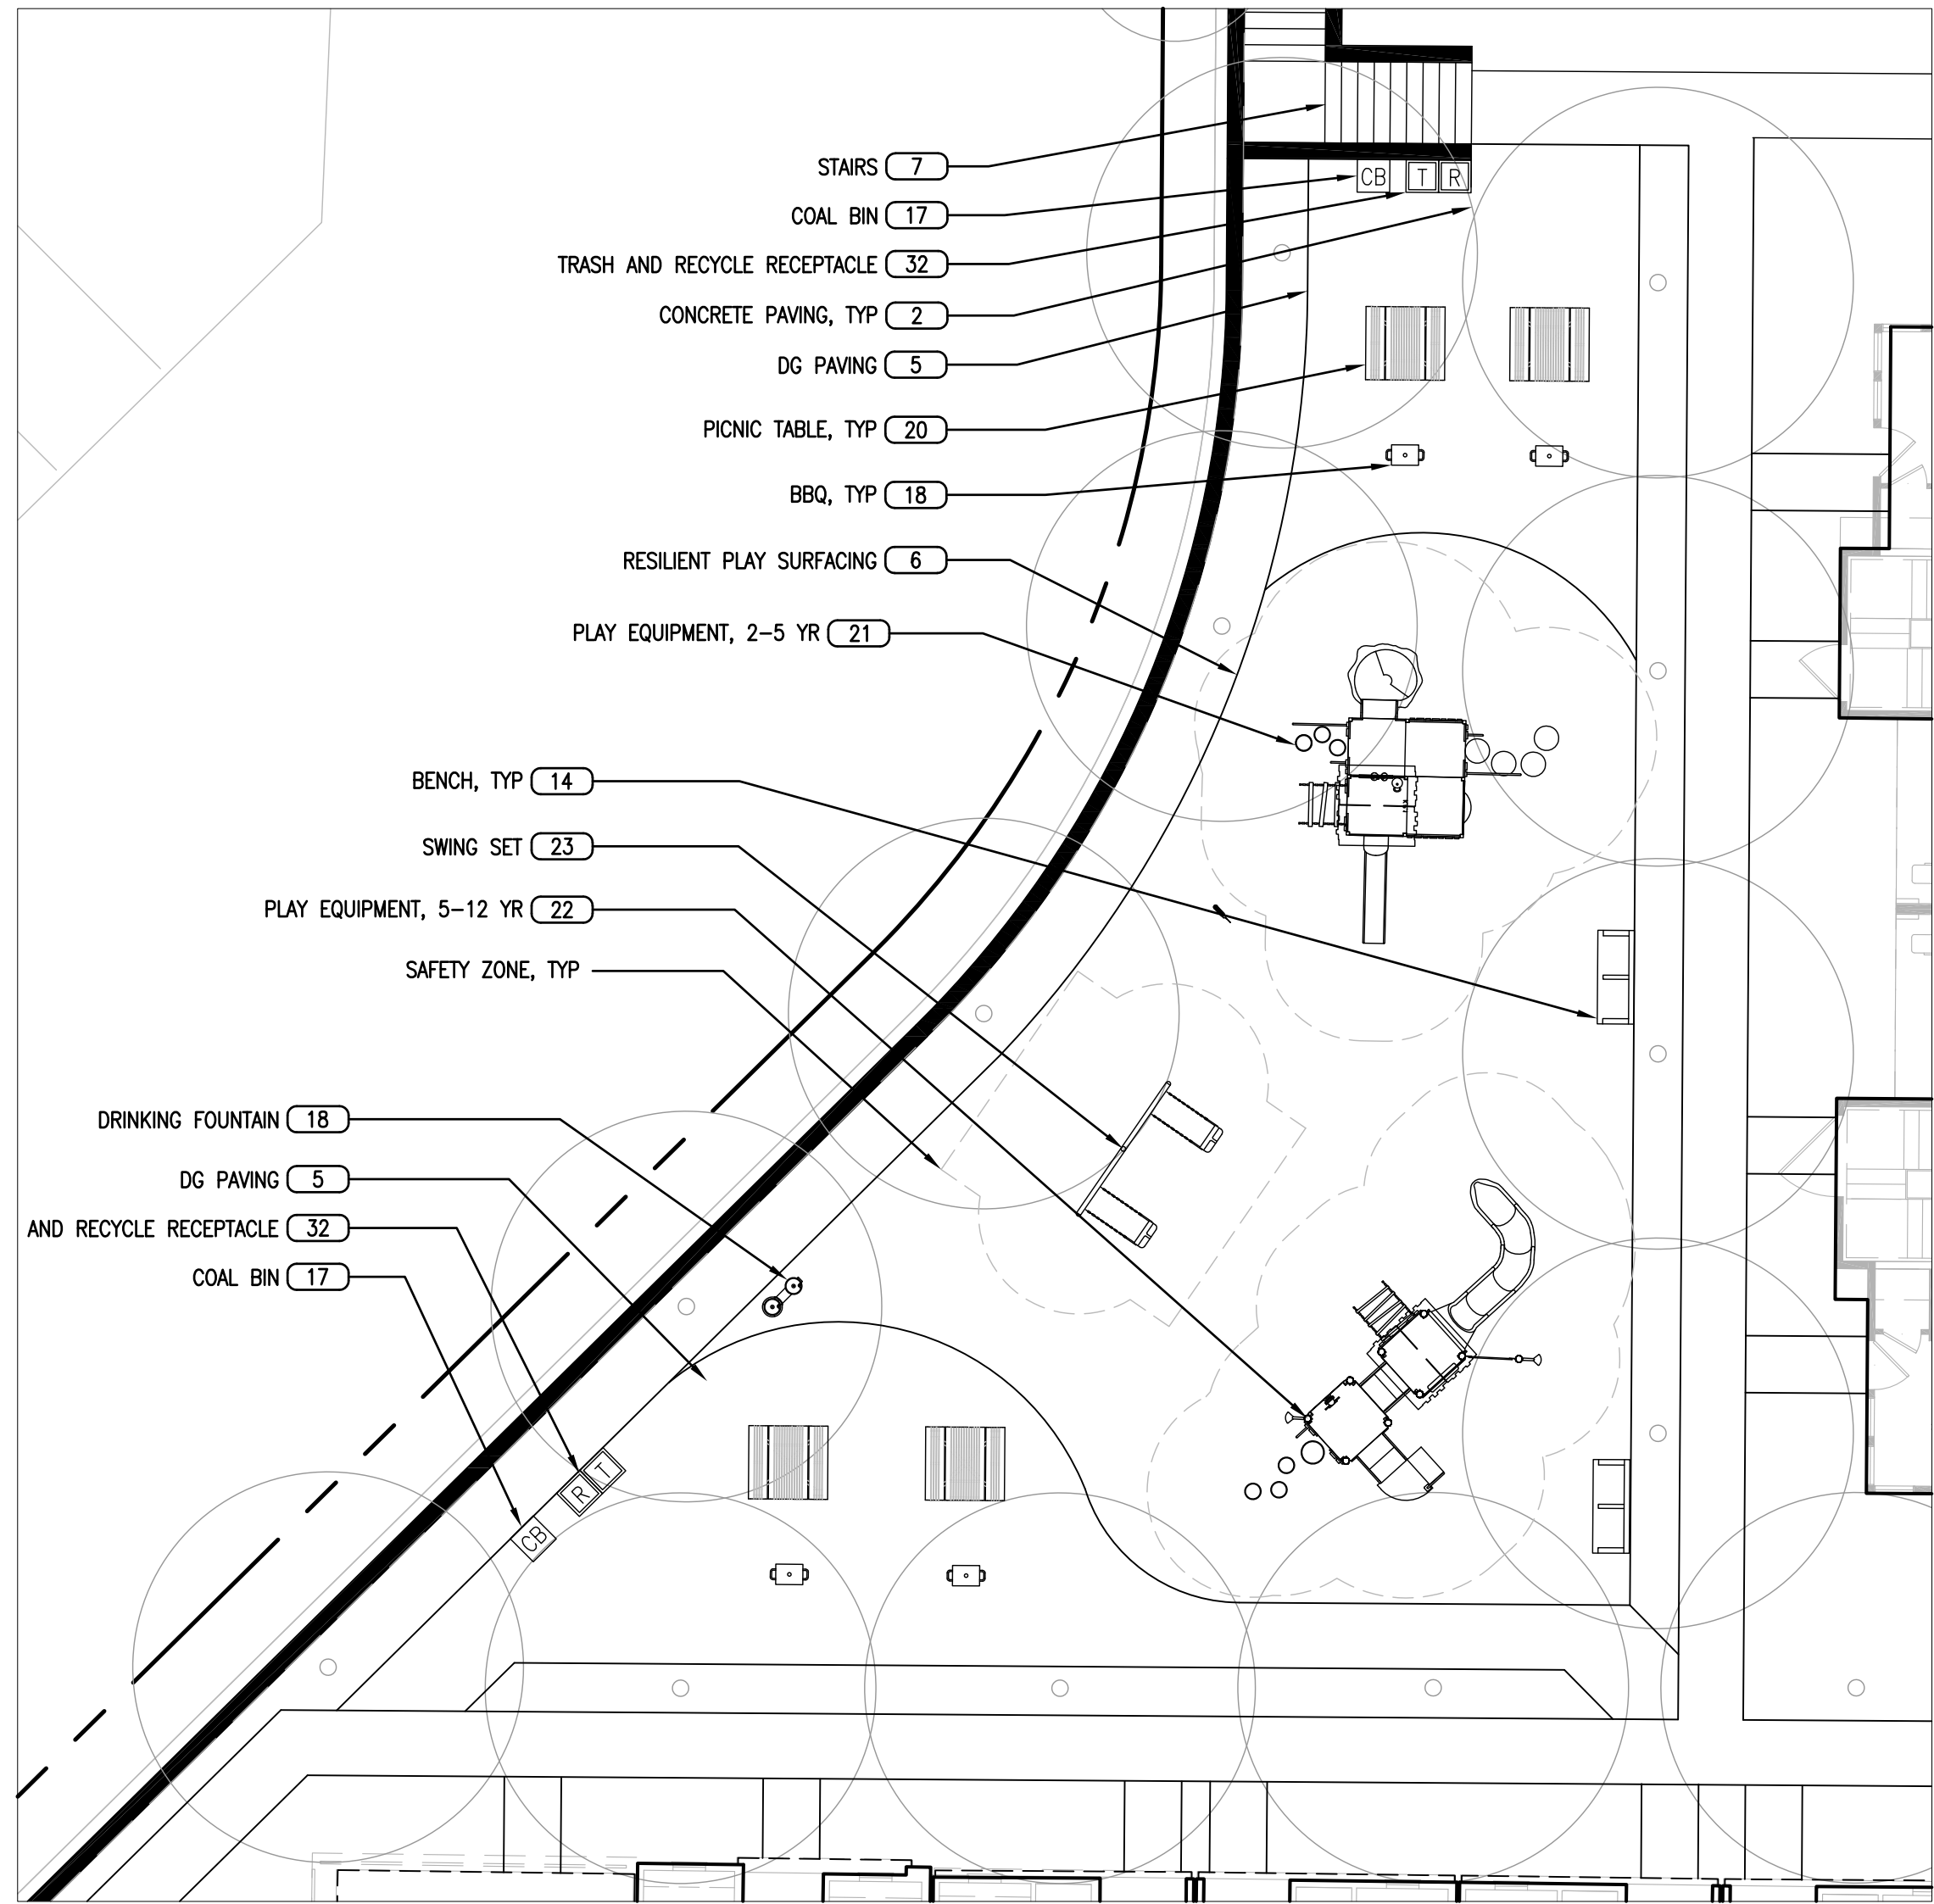 STAIRS 7
COAL BIN 17
TRASH AND RECYCLE RECEPTACLE 32
CONCRETE PAVING, TYP 2
DG PAVING 5
PICNIC TABLE, TYP 20
BBQ, TYP 18
RESILIENT PLAY SURFACING 6
PLAY EQUIPMENT, 2-5 YR 21
BENCH, TYP 14
SWING SET 23
PLAY EQUIPMENT, 5-12 YR 22
SAFETY ZONE, TYP
DRINKING FOUNTAIN 18
DG PAVING 5
AND RECYCLE RECEPTACLE 32
COAL BIN 17
CB T R
T
R
CB